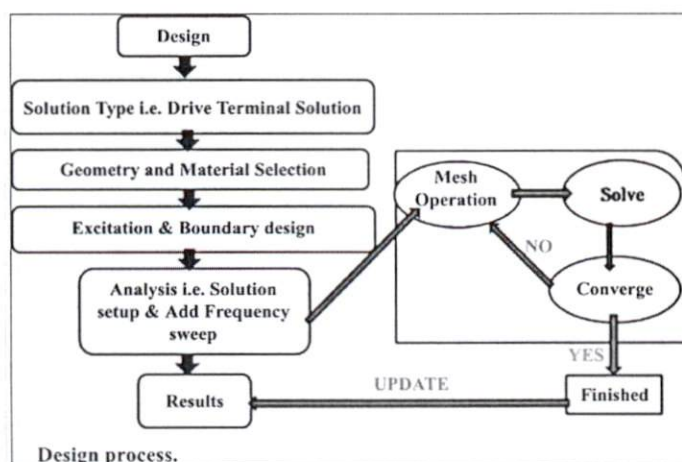 Design
Solution Type i.e. Drive Terminal Solution
Geometry and Material Selection
Excitation & Boundary design
Analysis i.e. Solution
setup & Add Frequency
sweep
Results
Mesh
Operation
Solve
NO
Converge
YES
UPDATE
Finished
Design process.